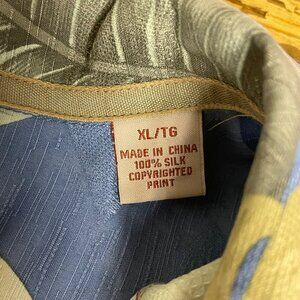 XL/TG
MADE IN CHINA
100% SILK
COPYRIGHTED
PRINT